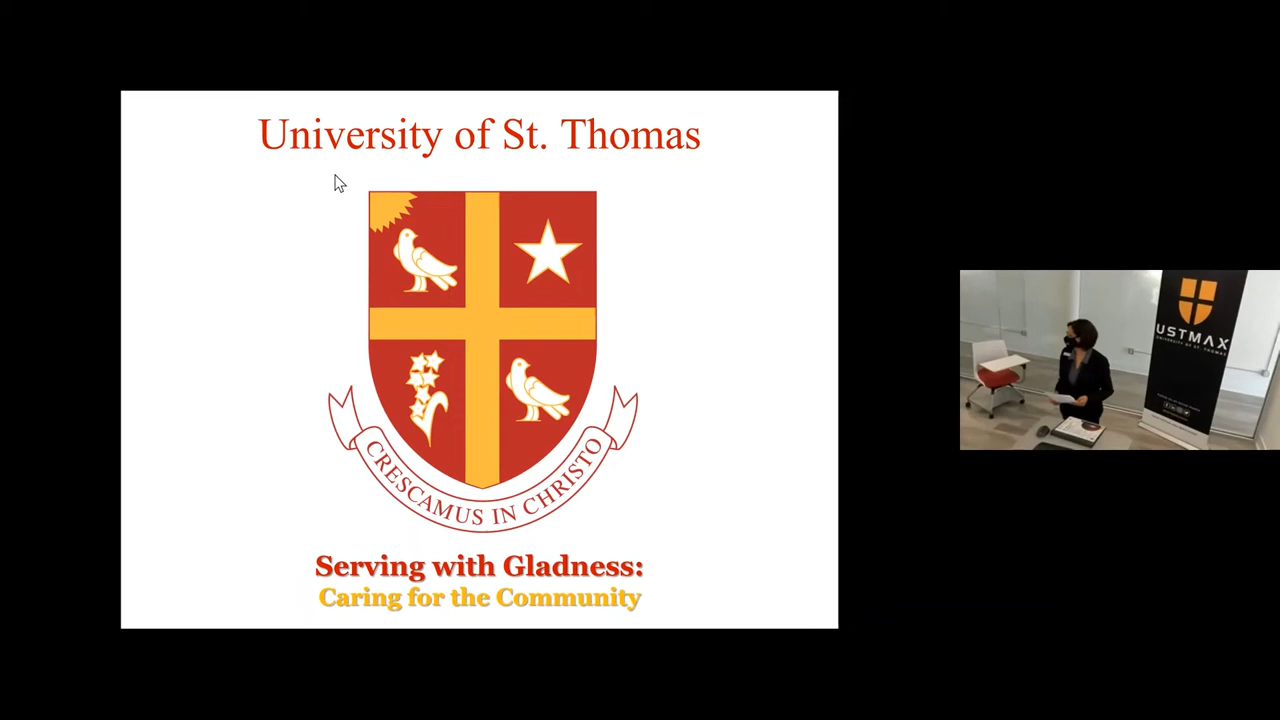 University of St. Thomas
CRESCAMUS IN CHRISTO
Serving with Gladness:
Caring for the Community
USTMAX
UNIVERSITY OF ST. THOMAS